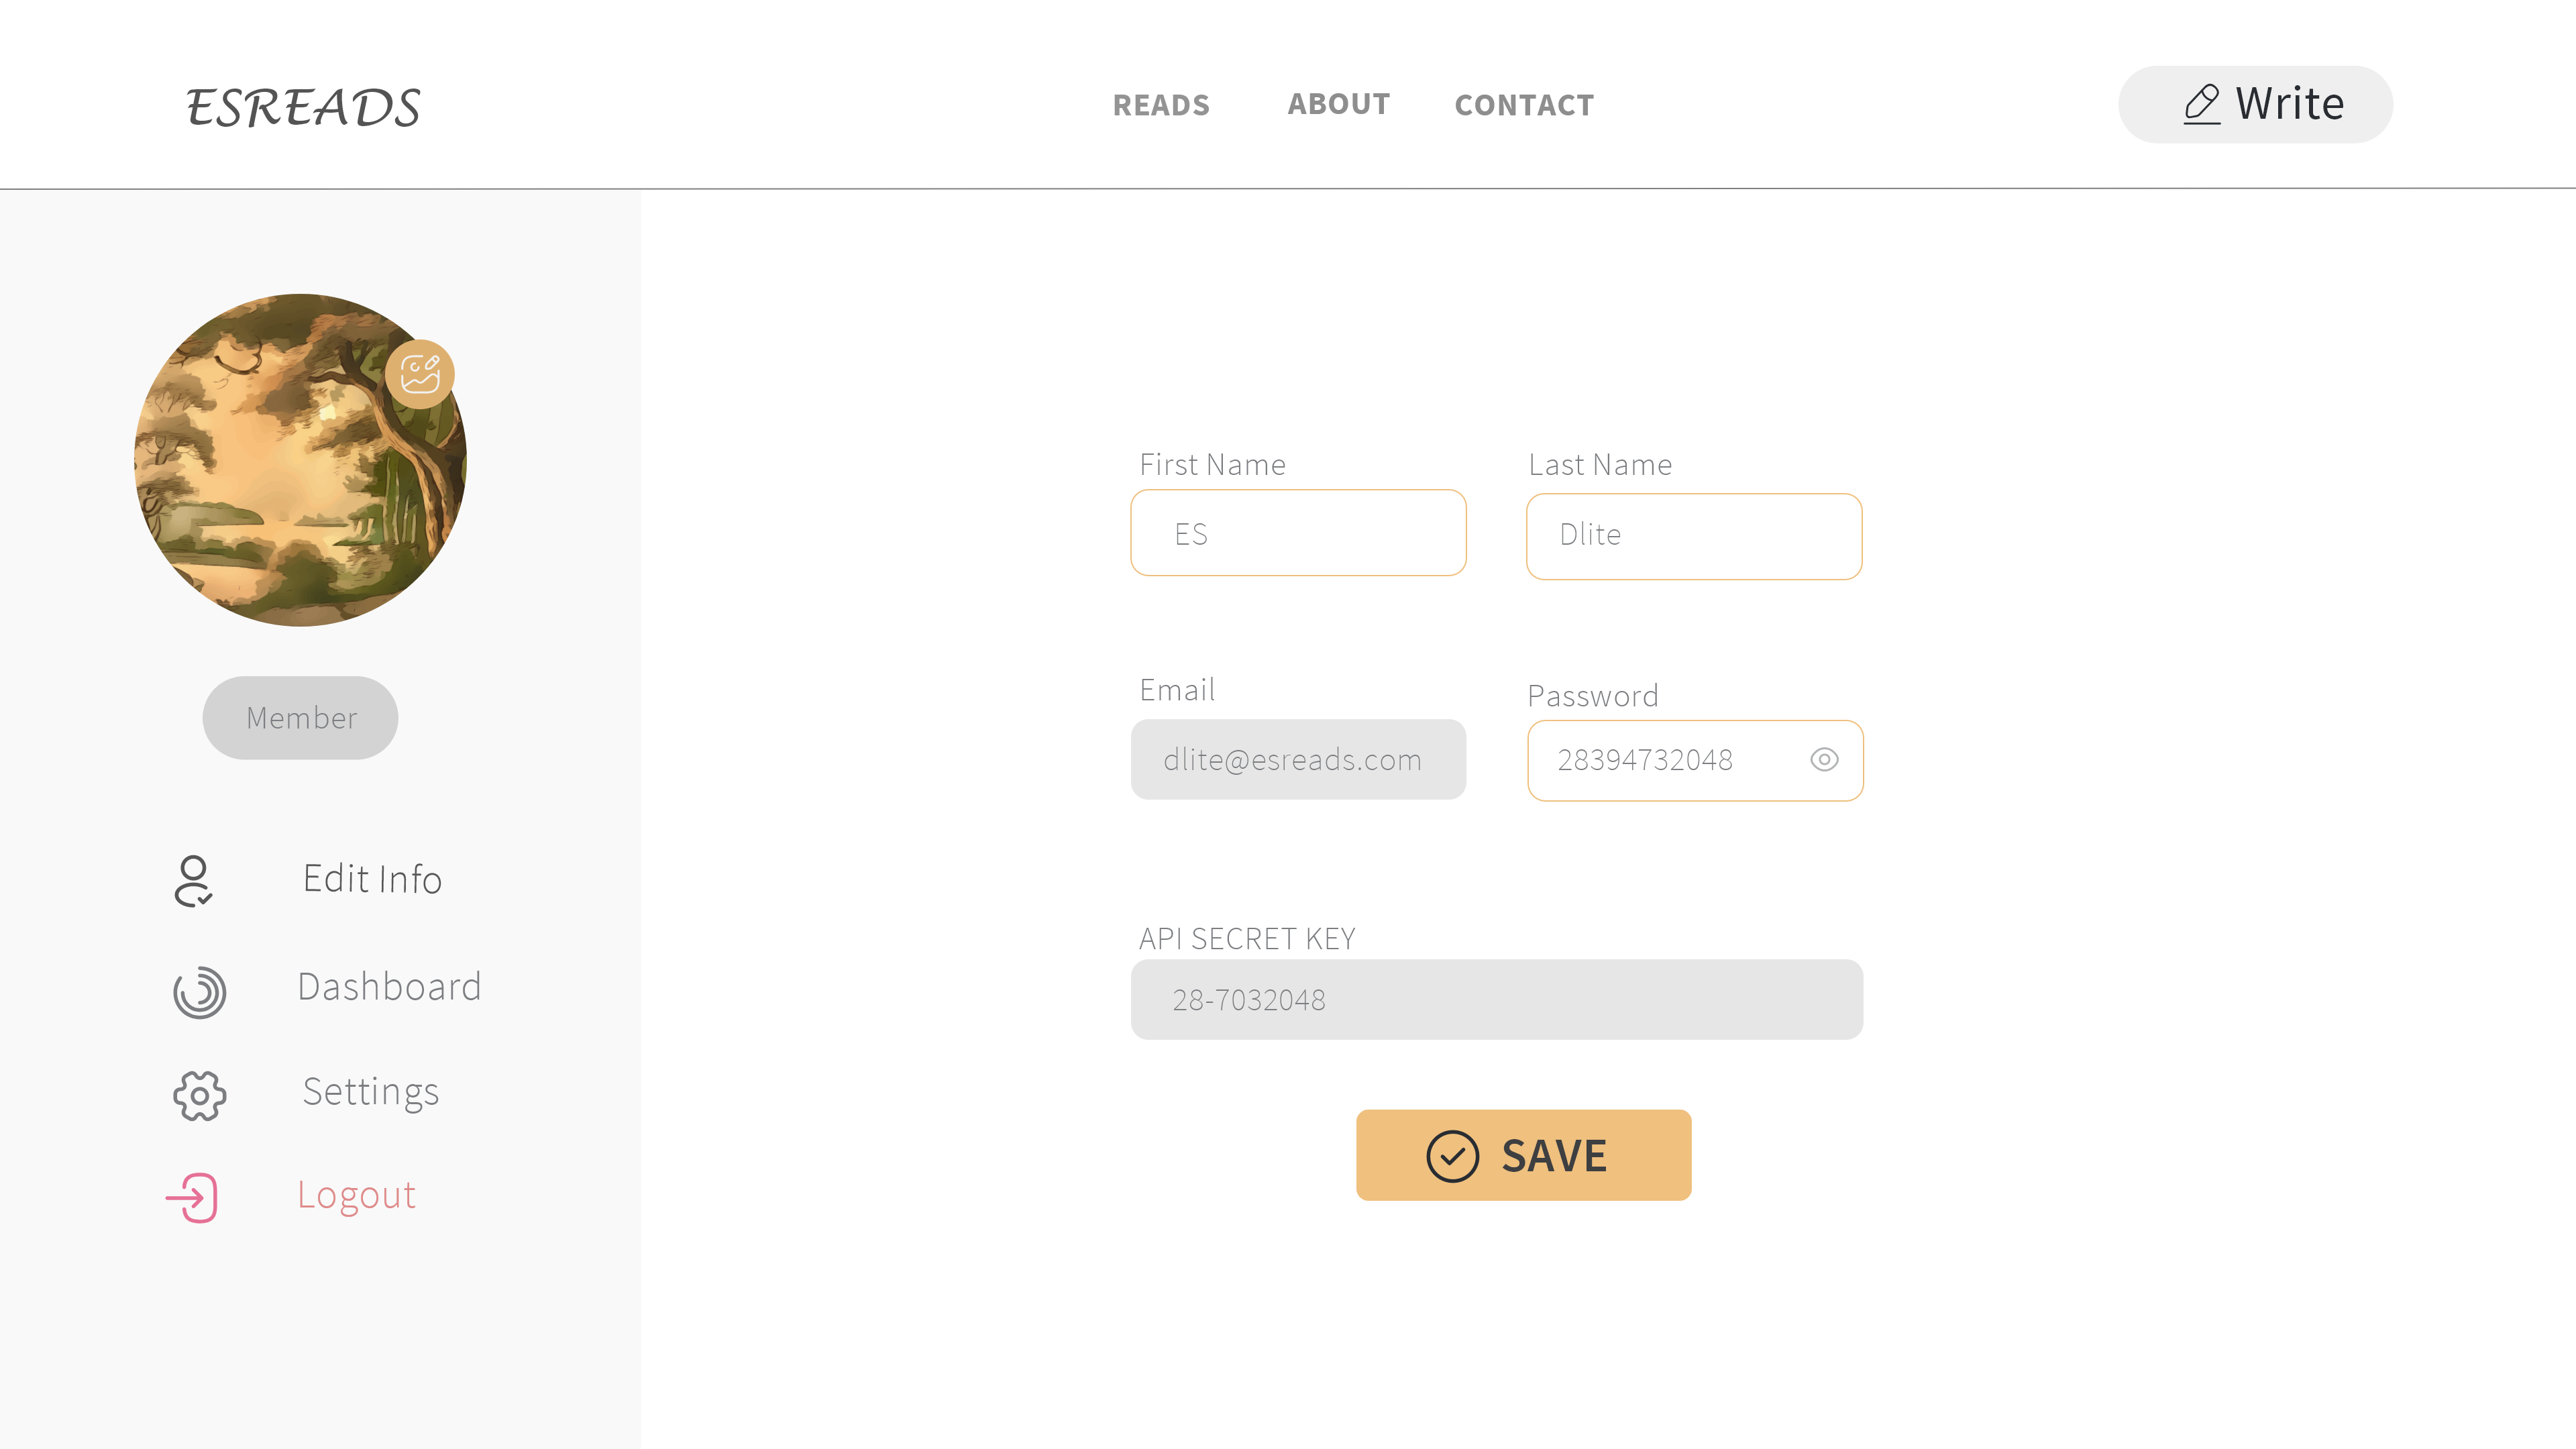 ESREADS
READS ABOUT CONTACT
Write
Member
Edit Info
Dashboard
Settings
Logout
First Name
ES
Last Name
Dlite
Email
dlite@esreads.com
Password
28394732048
API SECRET KEY
28-7032048
SAVE